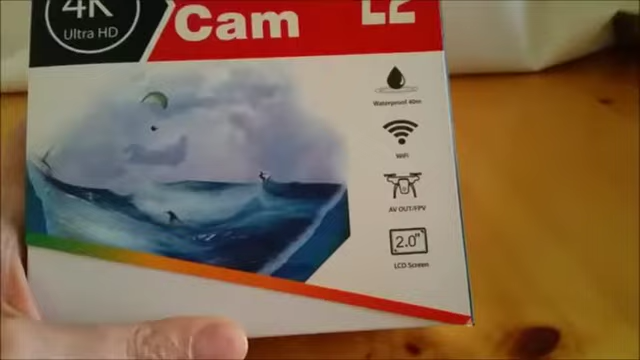 4K
Ultra HD
Cam
L2
Waterproof 40m
WiFi
AV OUT/FPV
2.0"
LCD Screen